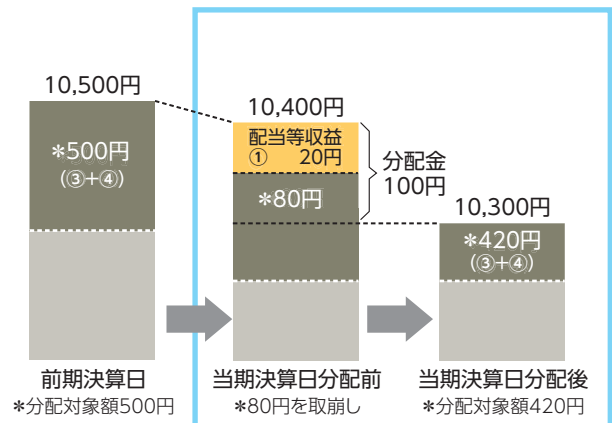 10,500円
*500円
(③+④)
前期決算日
*分配対象額500円
10,400円
配当等収益
① 20円
*80円
分配金
100円
当期決算日分配前
*80円を取崩し
10,300円
*420円
(③+④)
当期決算日分配後
*分配対象額420円